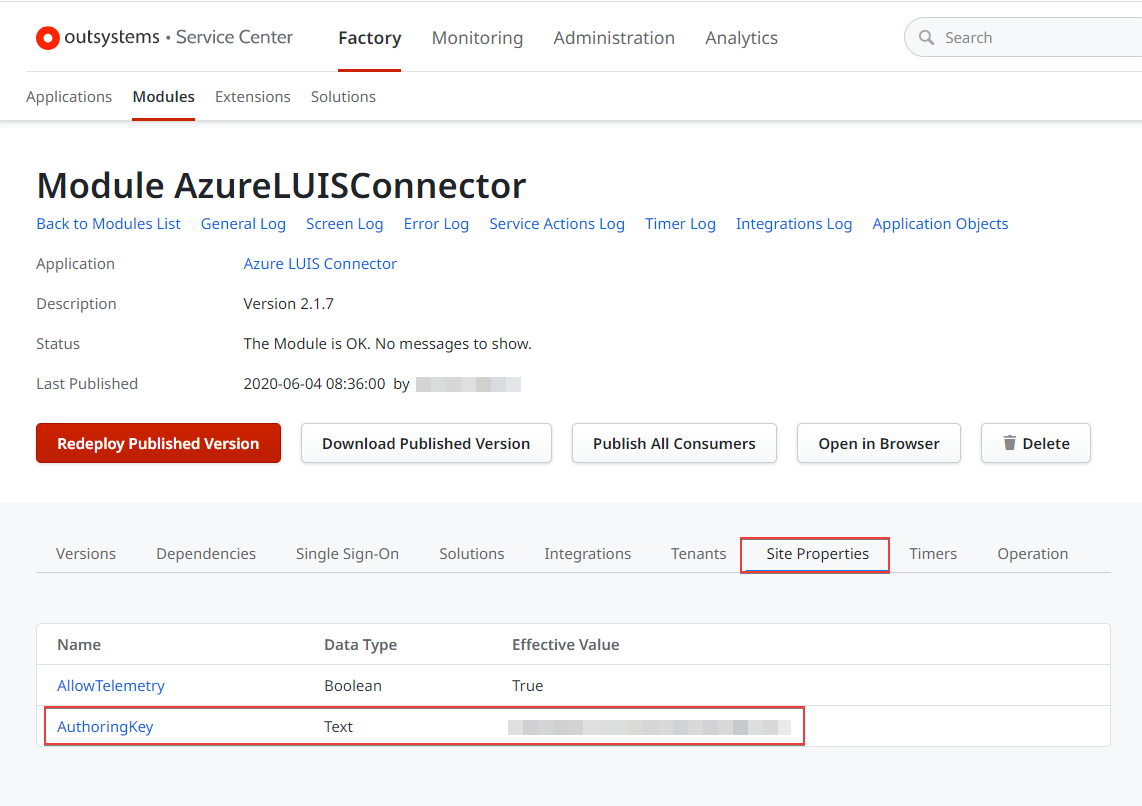 outsystems • Service Center Factory Monitoring Administration Analytics Search
Applications Modules Extensions Solutions
Module AzureLUISConnector
Back to Modules List General Log Screen Log Error Log Service Actions Log Timer Log Integrations Log Application Objects
Application Azure LUIS Connector
Description Version 2.1.7
Status The Module is OK. No messages to show.
Last Published 2020-06-04 08:36:00 by
Redeploy Published Version Download Published Version Publish All Consumers Open in Browser Delete
Versions Dependencies Single Sign-On Solutions Integrations Tenants Site Properties Timers Operation
Name Data Type Effective Value
AllowTelemetry Boolean True
AuthoringKey Text